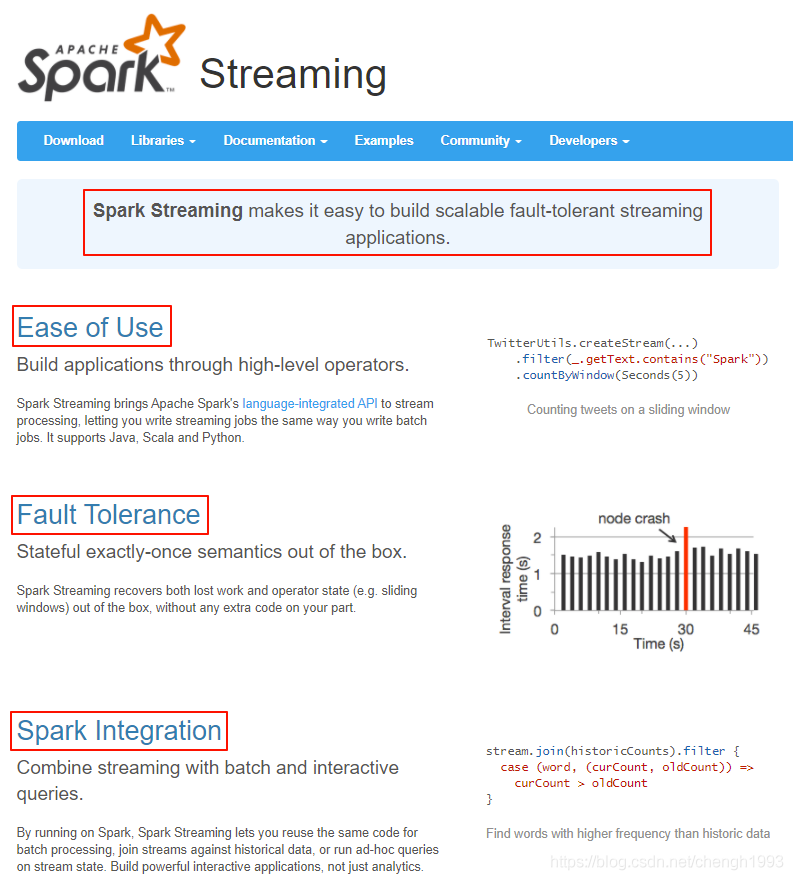 APACHE
Spark™ Streaming
Download Libraries Documentation Examples Community Developers
Spark Streaming makes it easy to build scalable fault-tolerant streaming
applications.
Ease of Use
Build applications through high-level operators.
Spark Streaming brings Apache Spark's language-integrated API to stream
processing, letting you write streaming jobs the same way you write batch
jobs. It supports Java, Scala and Python.
TwitterUtils.createStream(...)
.filter(_.getText.contains("Spark"))
.countByWindow(Seconds(5))
Counting tweets on a sliding window
Fault Tolerance
Stateful exactly-once semantics out of the box.
Spark Streaming recovers both lost work and operator state (e.g. sliding
windows) out of the box, without any extra code on your part.
node crash
Interval response
time (s)
2
1
0
0 15 30 45
Time (s)
Spark Integration
Combine streaming with batch and interactive
queries.
By running on Spark, Spark Streaming lets you reuse the same code for
batch processing, join streams against historical data, or run ad-hoc queries
on stream state. Build powerful interactive applications, not just analytics.
stream.join(historicCounts).filter {
case (word, (curCount, oldCount)) =>
curCount > oldCount
}
Find words with higher frequency than historic data
https://blog.csdn.net/chengh1993